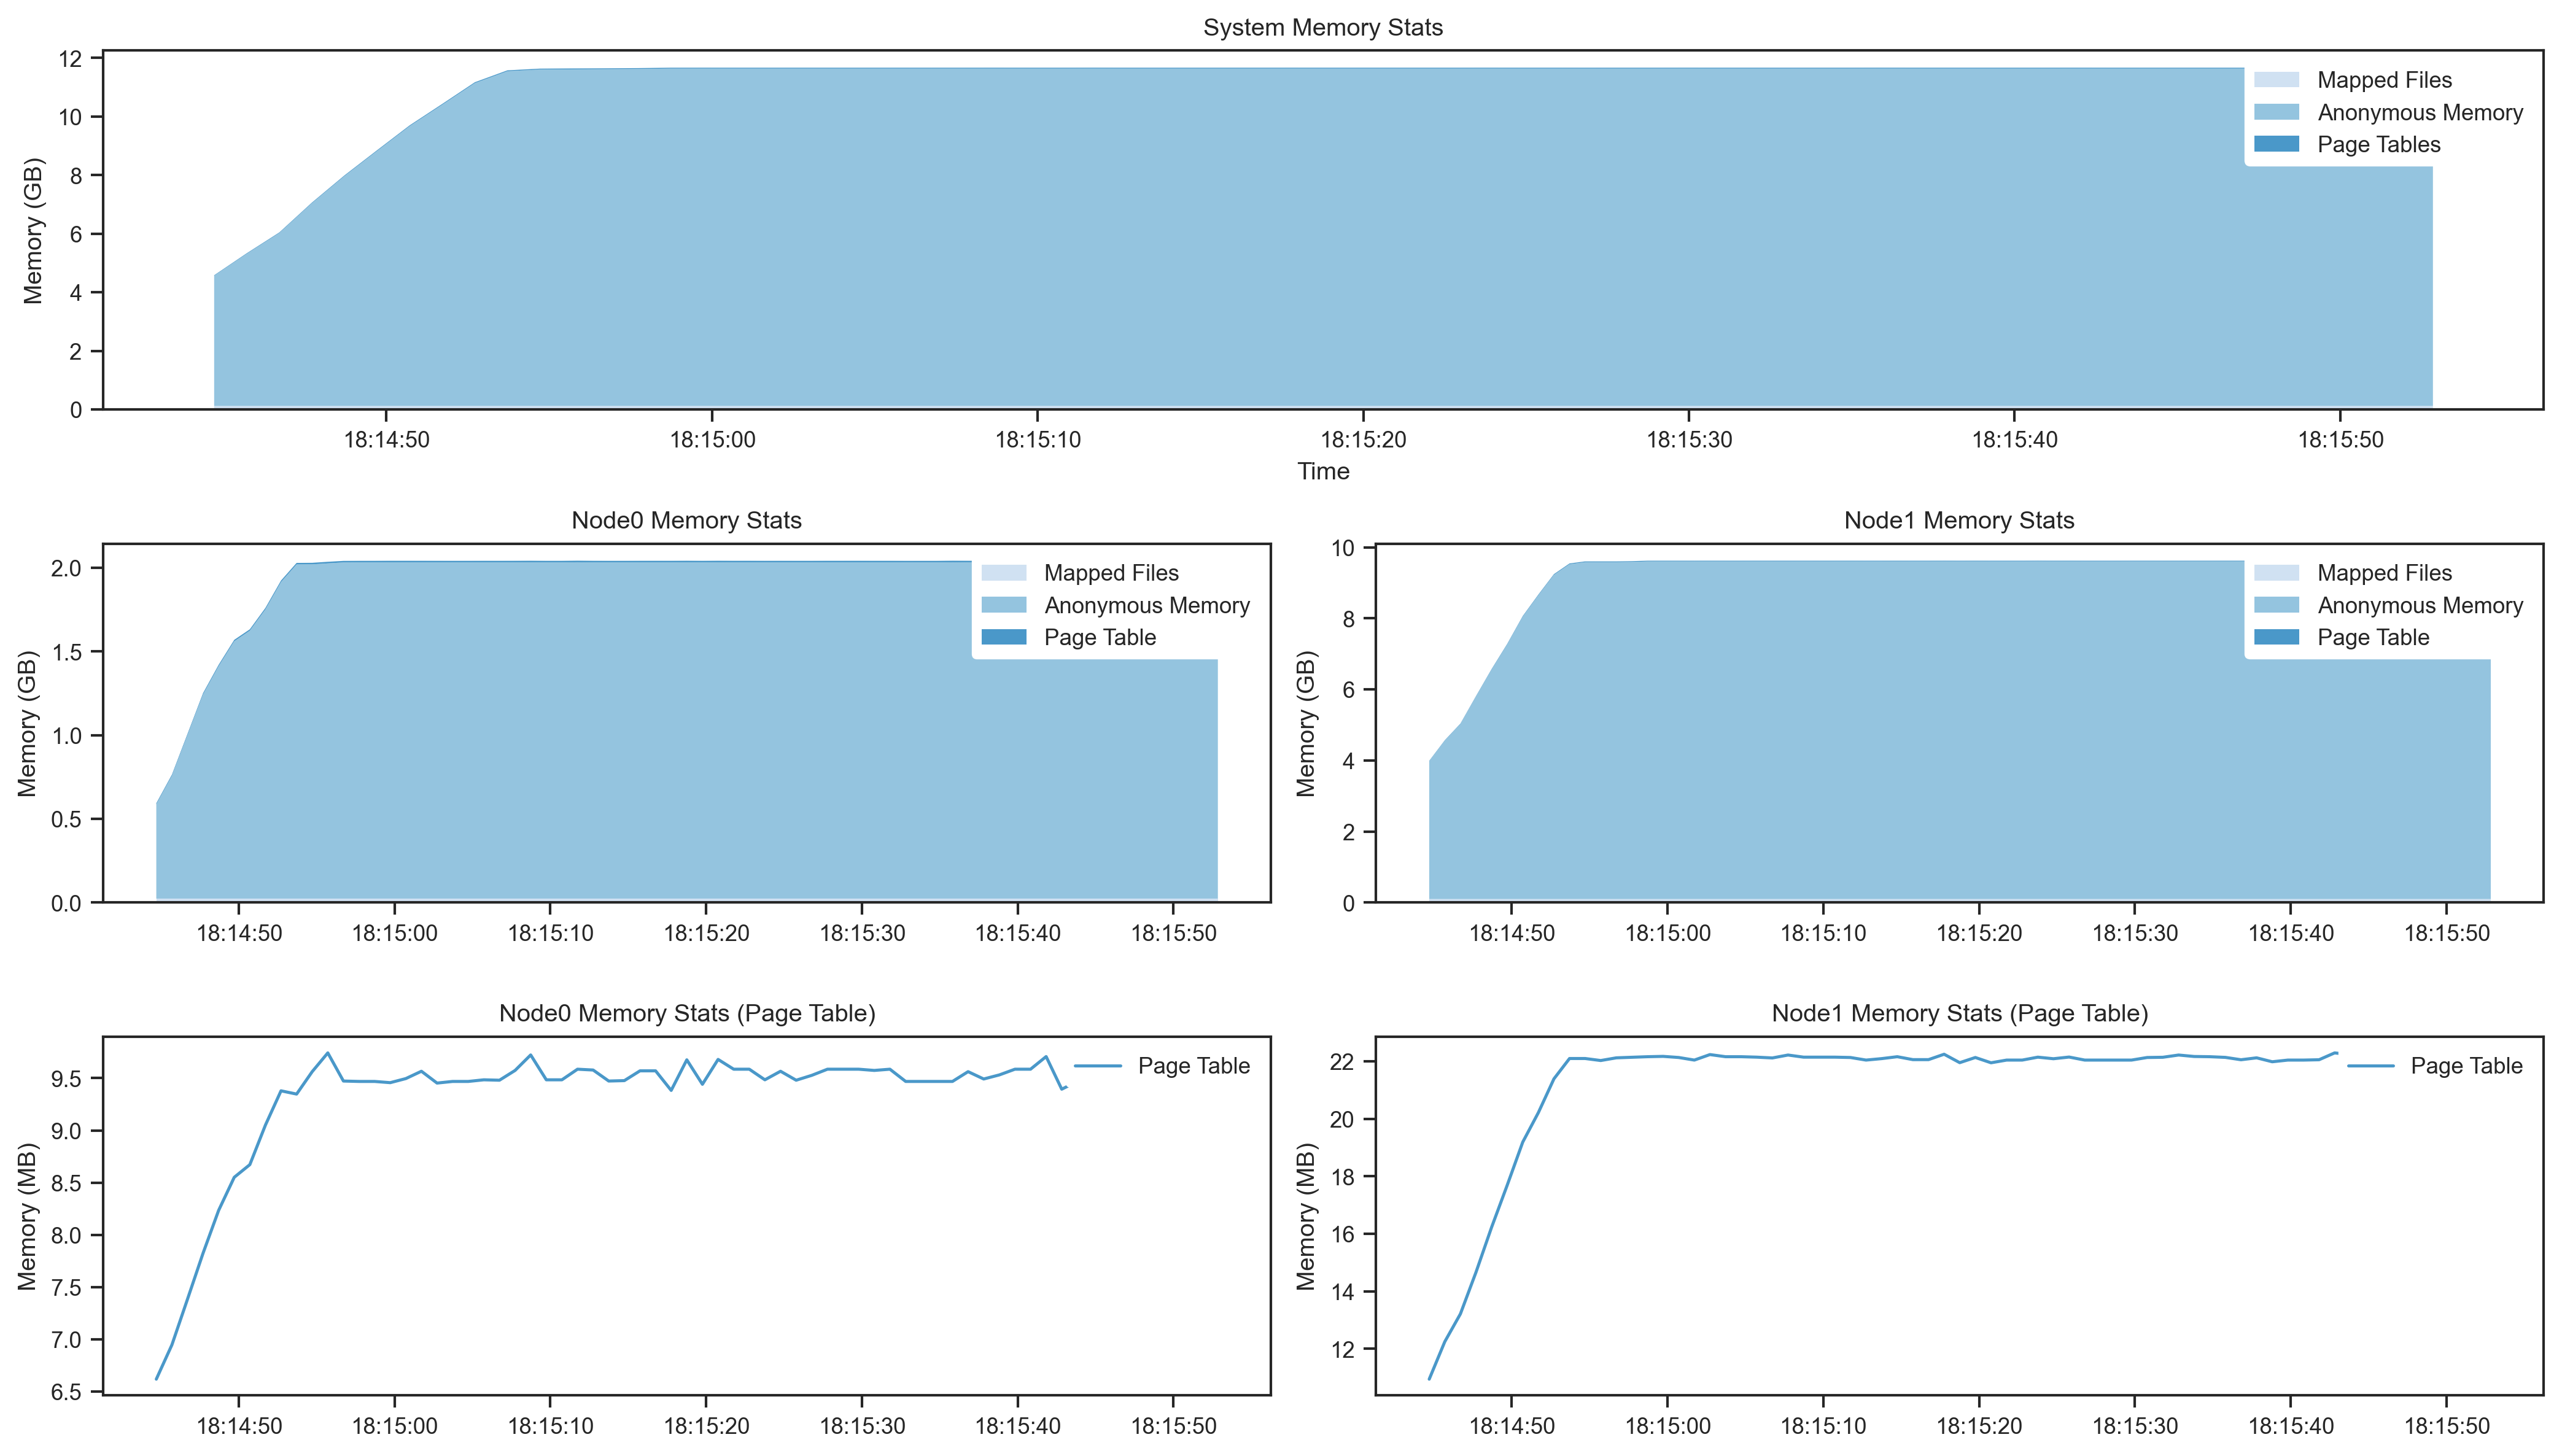 System Memory Stats
12
10
8
6
4
2
0
Memory (GB)
Mapped Files
Anonymous Memory
Page Tables
18:14:50 18:15:00 18:15:10 18:15:20 18:15:30 18:15:40 18:15:50
Time
Node0 Memory Stats
2.0
1.5
1.0
0.5
0.0
Memory (GB)
Mapped Files
Anonymous Memory
Page Table
18:14:50 18:15:00 18:15:10 18:15:20 18:15:30 18:15:40 18:15:50
Node1 Memory Stats
10
8
6
4
2
0
Memory (GB)
Mapped Files
Anonymous Memory
Page Table
18:14:50 18:15:00 18:15:10 18:15:20 18:15:30 18:15:40 18:15:50
Node0 Memory Stats (Page Table)
9.5
9.0
8.5
8.0
7.5
7.0
6.5
Memory (MB)
Page Table
18:14:50 18:15:00 18:15:10 18:15:20 18:15:30 18:15:40 18:15:50
Node1 Memory Stats (Page Table)
22
20
18
16
14
12
Memory (MB)
Page Table
18:14:50 18:15:00 18:15:10 18:15:20 18:15:30 18:15:40 18:15:50